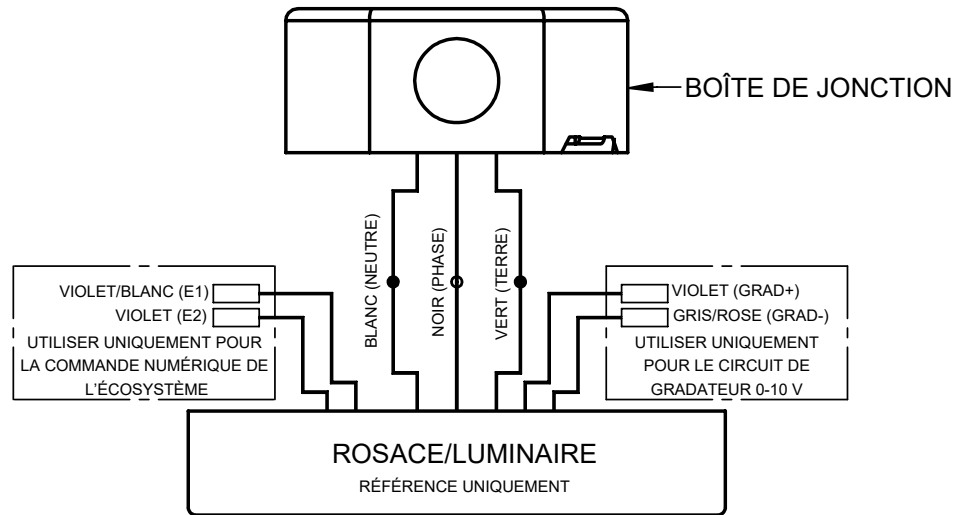 BOÎTE DE JONCTION
BLANC (NEUTRE)
NOIR (PHASE)
VERT (TERRE)
VIOLET/BLANC (E1)
VIOLET (E2)
UTILISER UNIQUEMENT POUR
LA COMMANDE NUMÉRIQUE DE
L'ÉCOSYSTÈME
VIOLET (GRAD+)
GRIS/ROSE (GRAD-)
UTILISER UNIQUEMENT
POUR LE CIRCUIT DE
GRADATEUR 0-10 V
ROSACE/LUMINAIRE
RÉFÉRENCE UNIQUEMENT